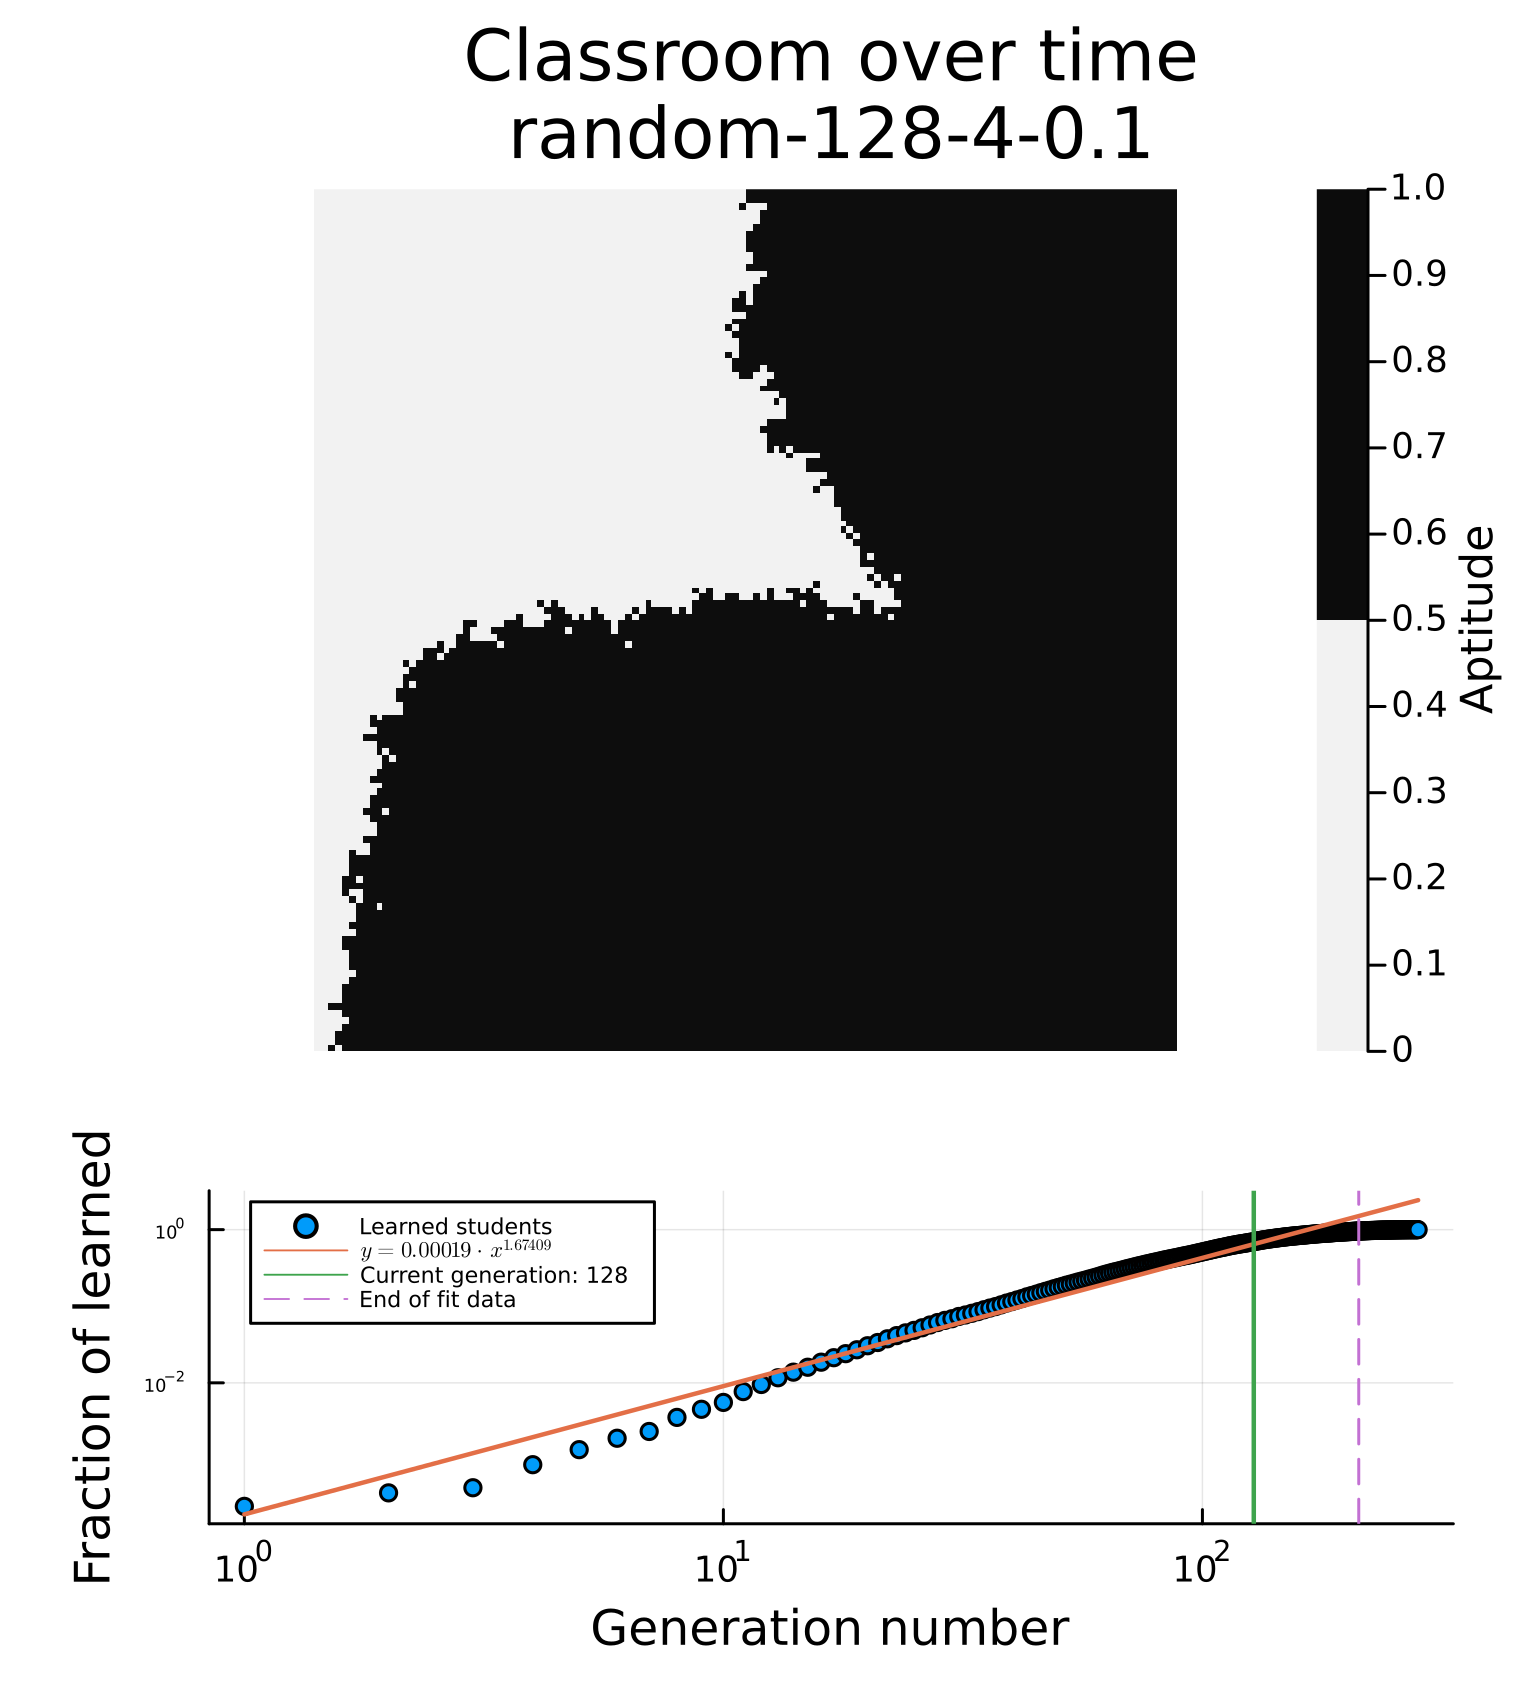 Classroom over time
random-128-4-0.1
1.0
0.9
0.8
0.7
0.6
0.5
0.4
0.3
0.2
0.1
0
Aptitude
Fraction of learned
10^0
10^-2
Learned students
y = 0.00019 · x^1.67409
Current generation: 128
End of fit data
10^0
10^1
10^2
Generation number